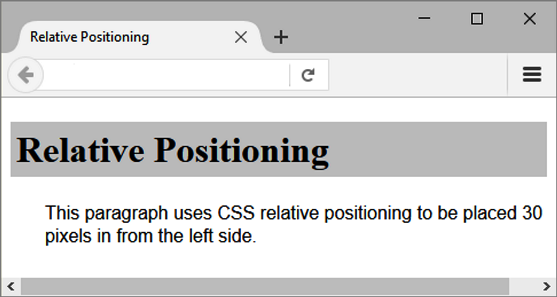 Relative Positioning
Relative Positioning
This paragraph uses CSS relative positioning to be placed 30
pixels in from the left side.